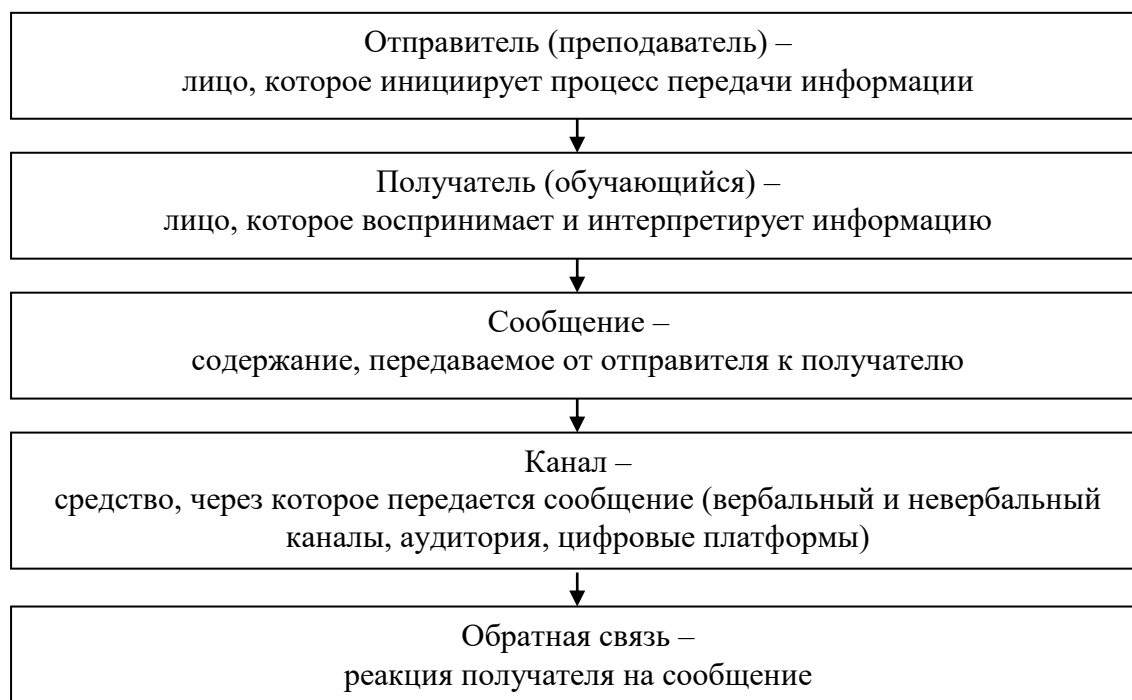 Отправитель (преподаватель) –
лицо, которое инициирует процесс передачи информации
Получатель (обучающийся) –
лицо, которое воспринимает и интерпретирует информацию
Сообщение –
содержание, передаваемое от отправителя к получателю
Канал –
средство, через которое передается сообщение (вербальный и невербальный
каналы, аудитория, цифровые платформы)
Обратная связь –
реакция получателя на сообщение